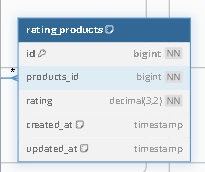 rating_products
id bigint NN
*
products_id bigint NN
rating decimal(3,2) NN
created_at timestamp
updated_at timestamp